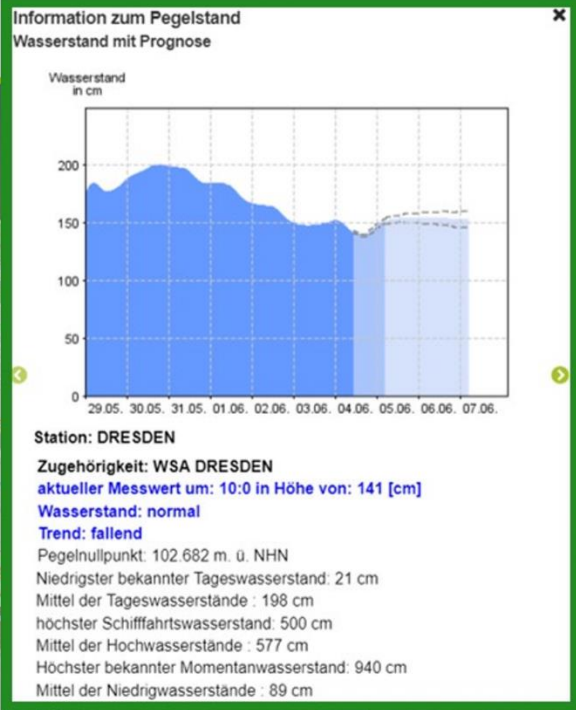 Information zum Pegelstand
Wasserstand mit Prognose
Wasserstand
in cm
200
150
100
50
0
29.05. 30.05. 31.05. 01.06. 02.06. 03.06. 04.06. 05.06. 06.06. 07.06.
Station: DRESDEN
Zugehörigkeit: WSA DRESDEN
aktueller Messwert um: 10:0 in Höhe von: 141 [cm]
Wasserstand: normal
Trend: fallend
Pegelnullpunkt: 102.682 m. ü. NHN
Niedrigster bekannter Tageswasserstand: 21 cm
Mittel der Tageswasserstände : 198 cm
höchster Schifffahrtswasserstand: 500 cm
Mittel der Hochwasserstände : 577 cm
Höchster bekannter Momentanwasserstand: 940 cm
Mittel der Niedrigwasserstände : 89 cm